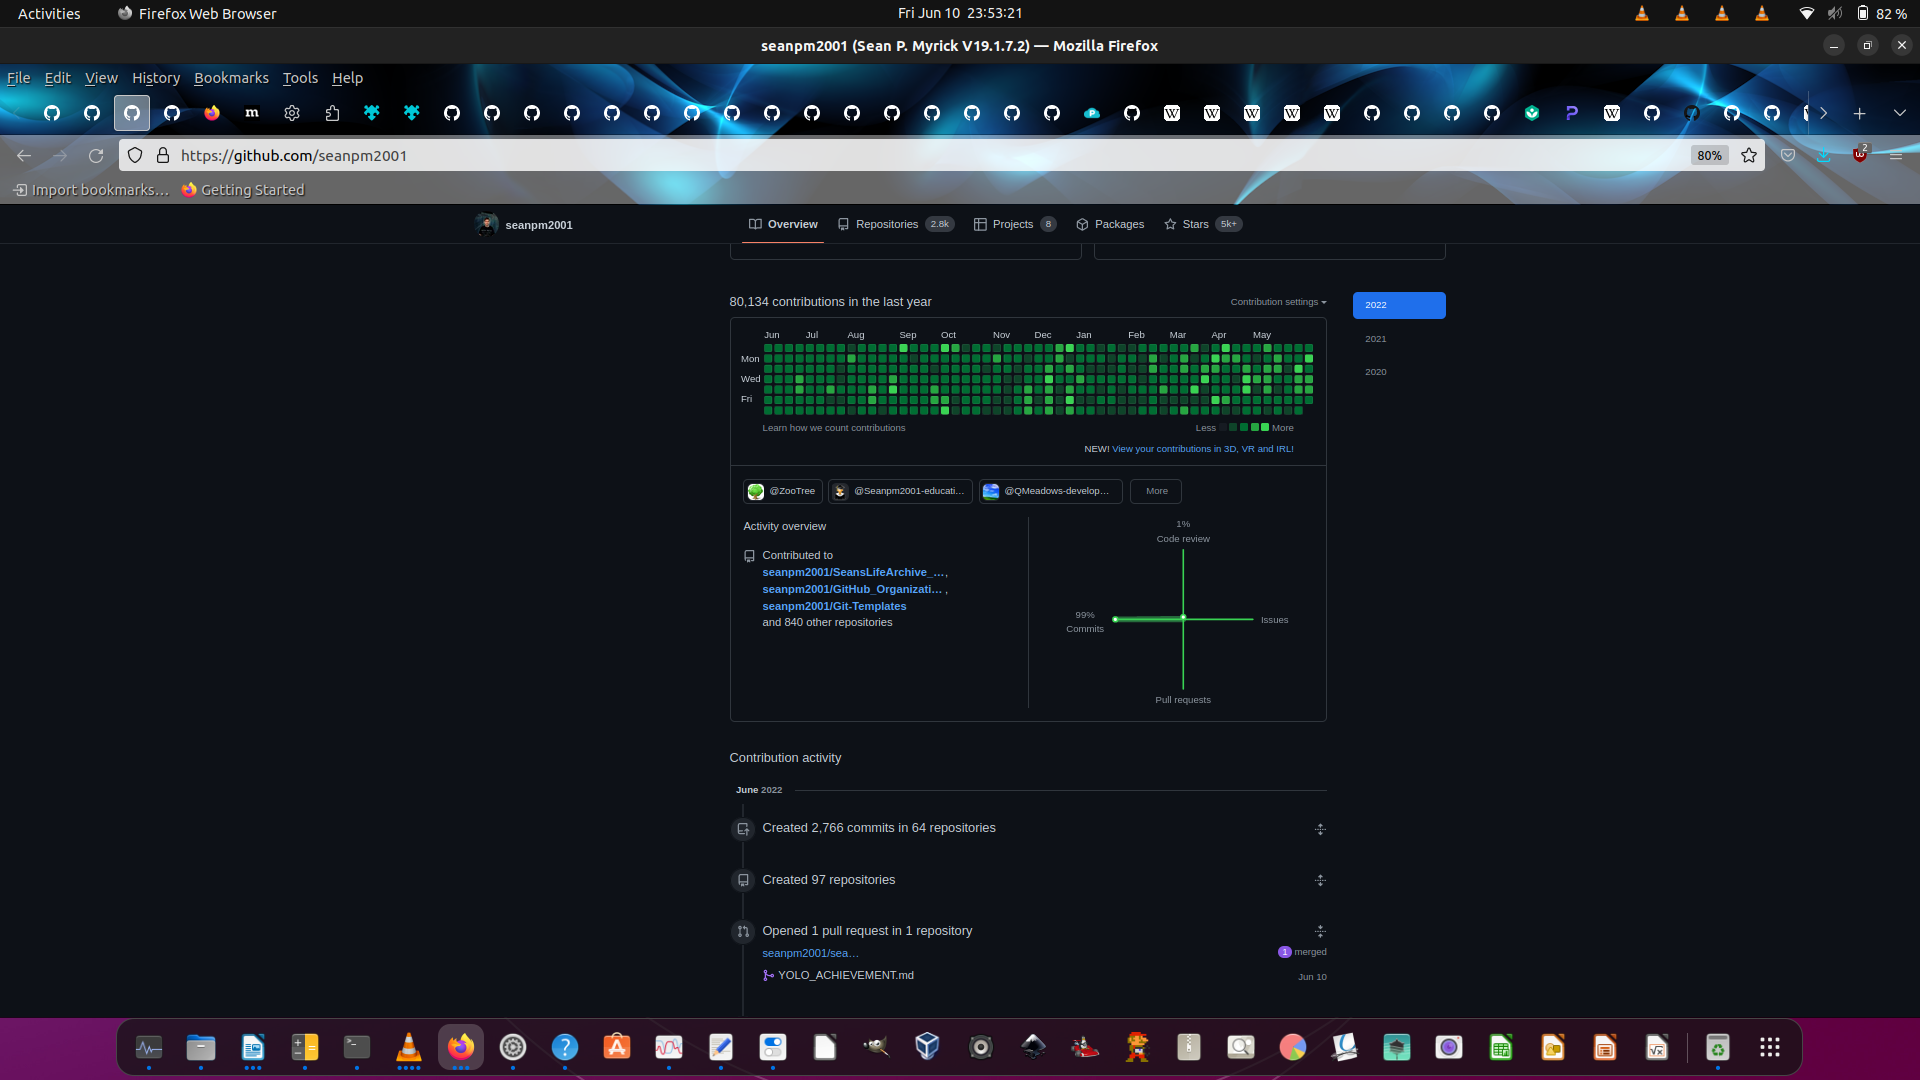 Activities
Firefox Web Browser
Fri Jun 10 23:53:21
82 %
seanpm2001 (Sean P. Myrick V19.1.7.2) — Mozilla Firefox
File Edit View History Bookmarks Tools Help
https://github.com/seanpm2001
80%
2
Import bookmarks…
Getting Started
seanpm2001
Overview
Repositories 2.8k
Projects 8
Packages
Stars 5k+
80,134 contributions in the last year
Contribution settings
2022
2021
2020
Jun Jul Aug Sep Oct Nov Dec Jan Feb Mar Apr May
Mon
Wed
Fri
Learn how we count contributions
Less More
NEW! View your contributions in 3D, VR and IRL!
@ZooTree
@Seanpm2001-educati…
@QMeadows-develop…
More
Activity overview
Contributed to
seanpm2001/SeansLifeArchive_…,
seanpm2001/GitHub_Organizati… ,
seanpm2001/Git-Templates
and 840 other repositories
1%
Code review
99%
Commits
Issues
Pull requests
Contribution activity
June 2022
Created 2,766 commits in 64 repositories
Created 97 repositories
Opened 1 pull request in 1 repository
seanpm2001/sea…
1 merged
YOLO_ACHIEVEMENT.md
Jun 10